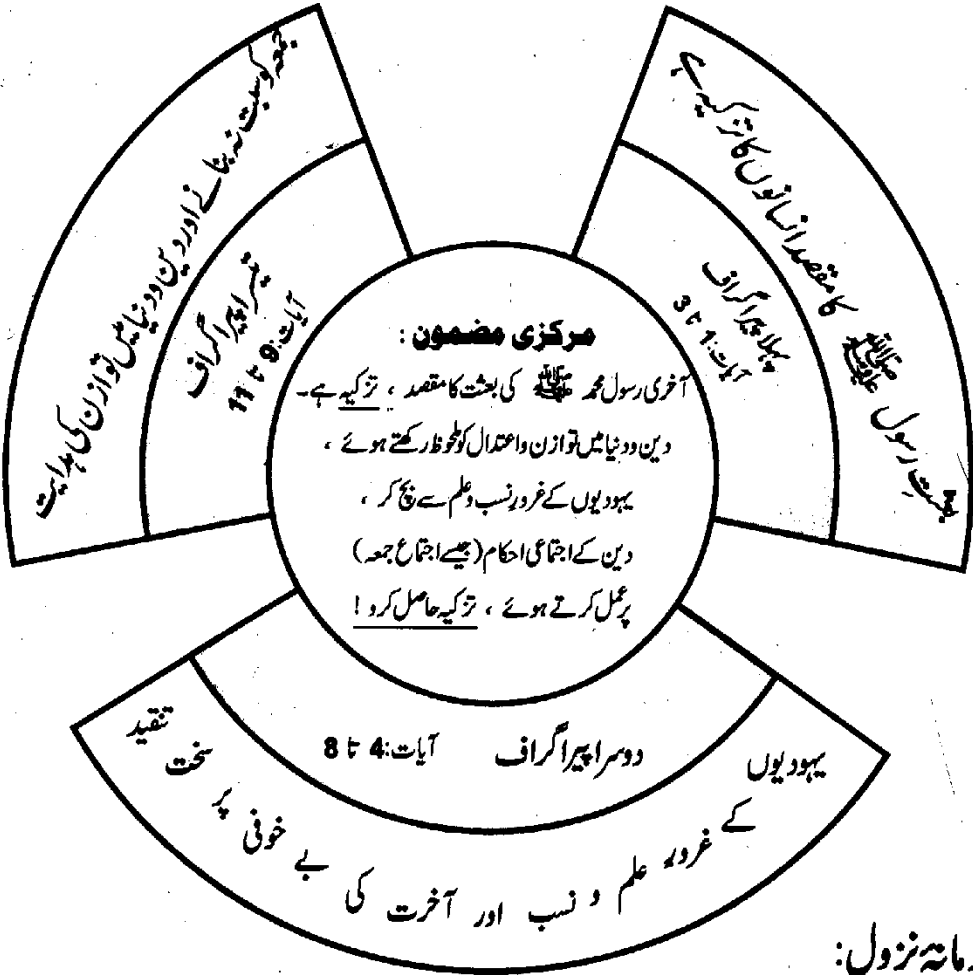 بعثتِ رسول ﷺ کا مقصد انسانوں کا تزکیہ ہے
پہلا پیراگراف
آیات:1 تا 3
جمعہ کو سبت نہ بنانے اور دین و دنیا میں توازن کی ہدایت
تیسرا پیراگراف
آیات:9 تا 11
مرکزی مضمون :
آخری رسول محمد ﷺ کی بعثت کا مقصد ، تزکیہ ہے۔
دین و دنیا میں توازن و اعتدال کو ملحوظ رکھتے ہوئے ،
یہودیوں کے غرورِ نسب و علم سے بچ کر ،
دین کے اجتماعی احکام (جیسے اجتماع جمعہ)
پر عمل کرتے ہوئے ، تزکیہ حاصل کرو !
دوسرا پیراگراف آیات:4 تا 8
یہودیوں کے غرورِ علم و نسب اور آخرت کی بے خوفی پر سخت تنقید
زمانۂ نزول: